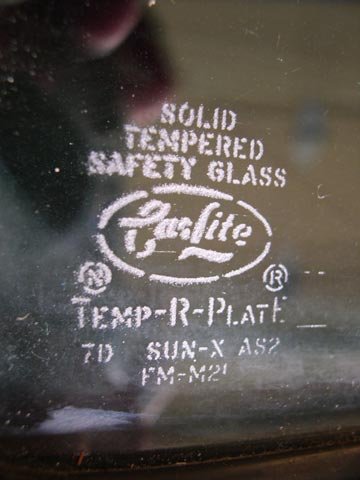 SOLID
TEMPERED
SAFETY GLASS
Carlite
N ®
TEMP-R-PLATE
7D SUN-X AS2
FM-M21